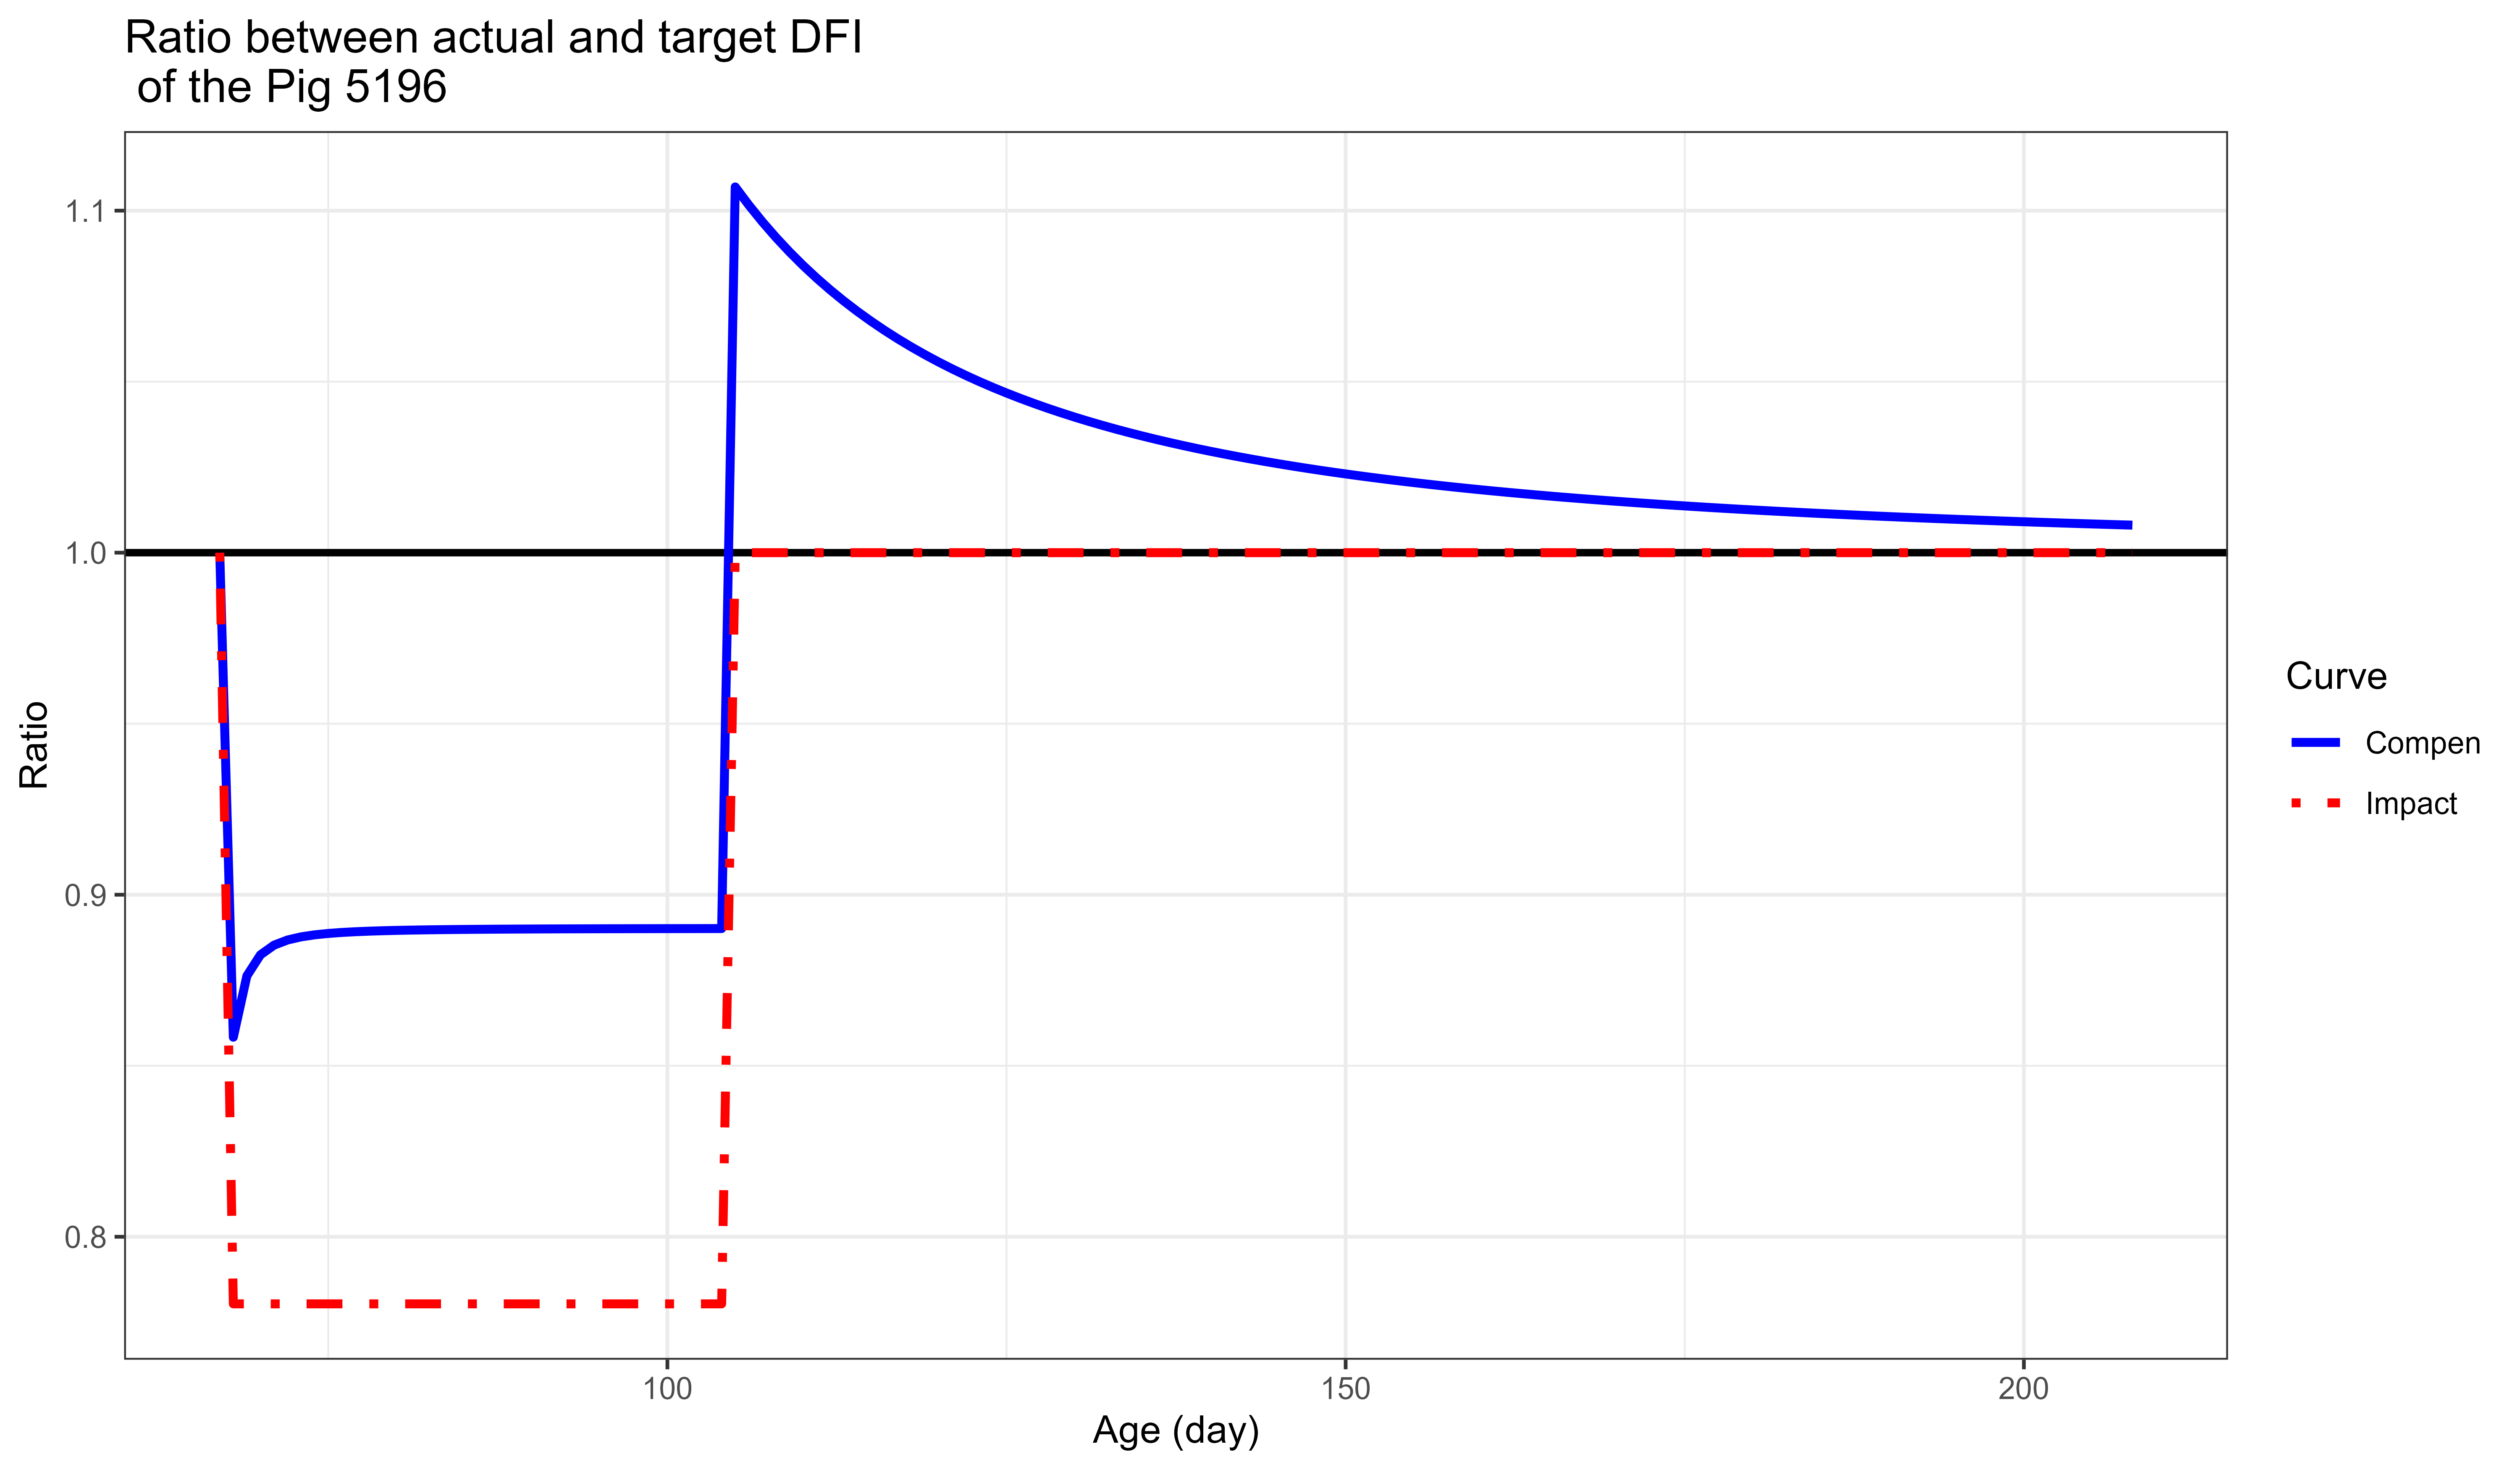 Ratio between actual and target DFI
of the Pig 5196
1.1
1.0
0.9
0.8
Ratio
100
150
200
Age (day)
Curve
Compen
Impact